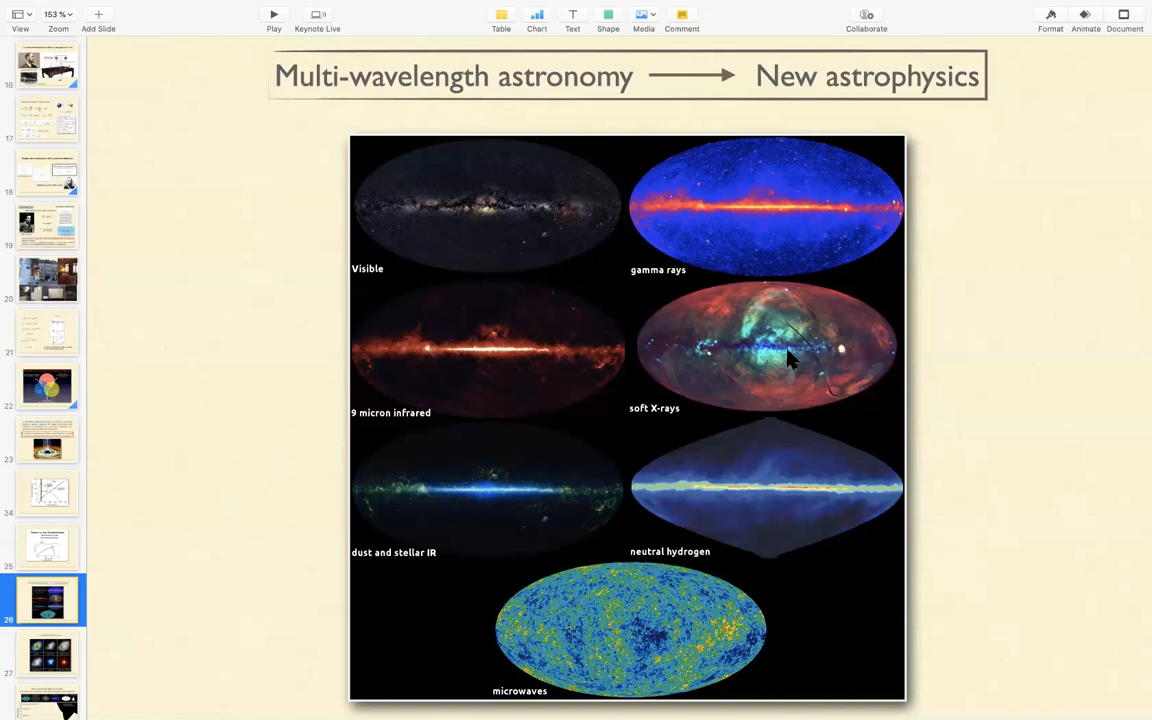 153 %
View
Zoom
Add Slide
Play
Keynote Live
Table
Chart
Text
Shape
Media
Comment
Collaborate
Format
Animate
Document
16
17
18
19
20
21
22
23
24
25
26
27
Multi-wavelength astronomy New astrophysics
Visible
gamma rays
9 micron infrared
soft X-rays
dust and stellar IR
neutral hydrogen
microwaves